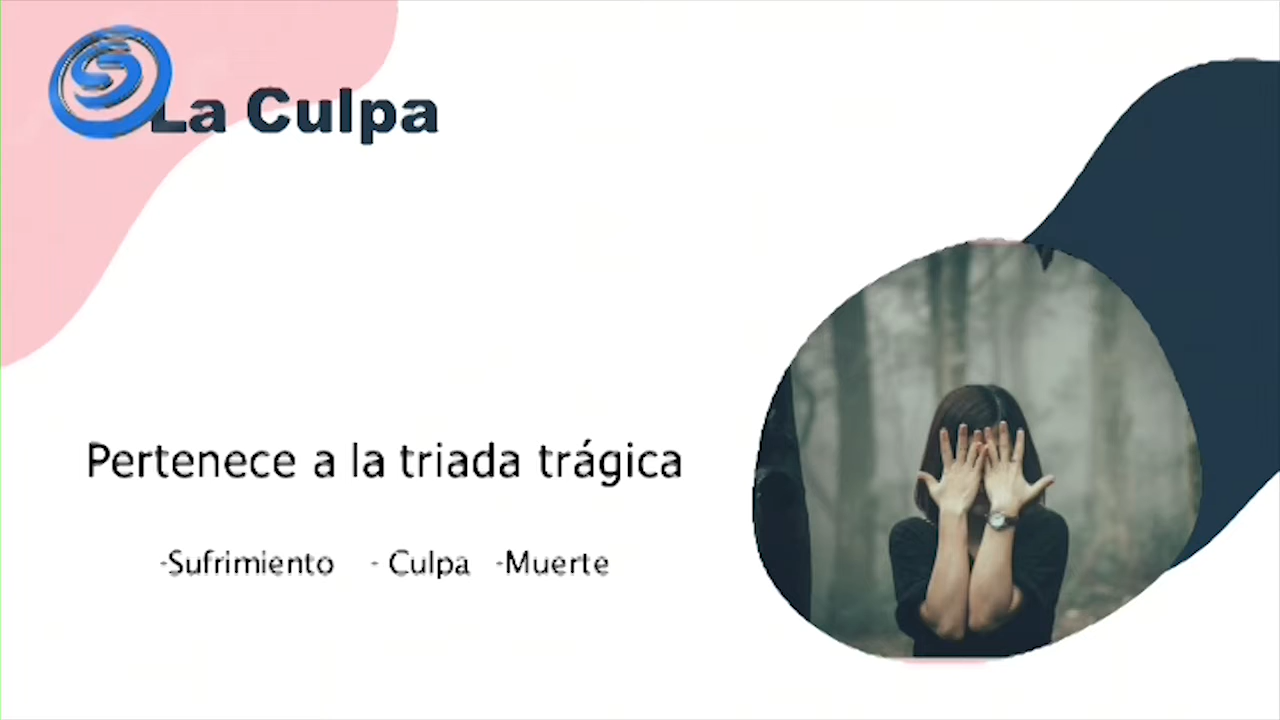 La Culpa
Pertenece a la triada trágica
-Sufrimiento - Culpa -Muerte